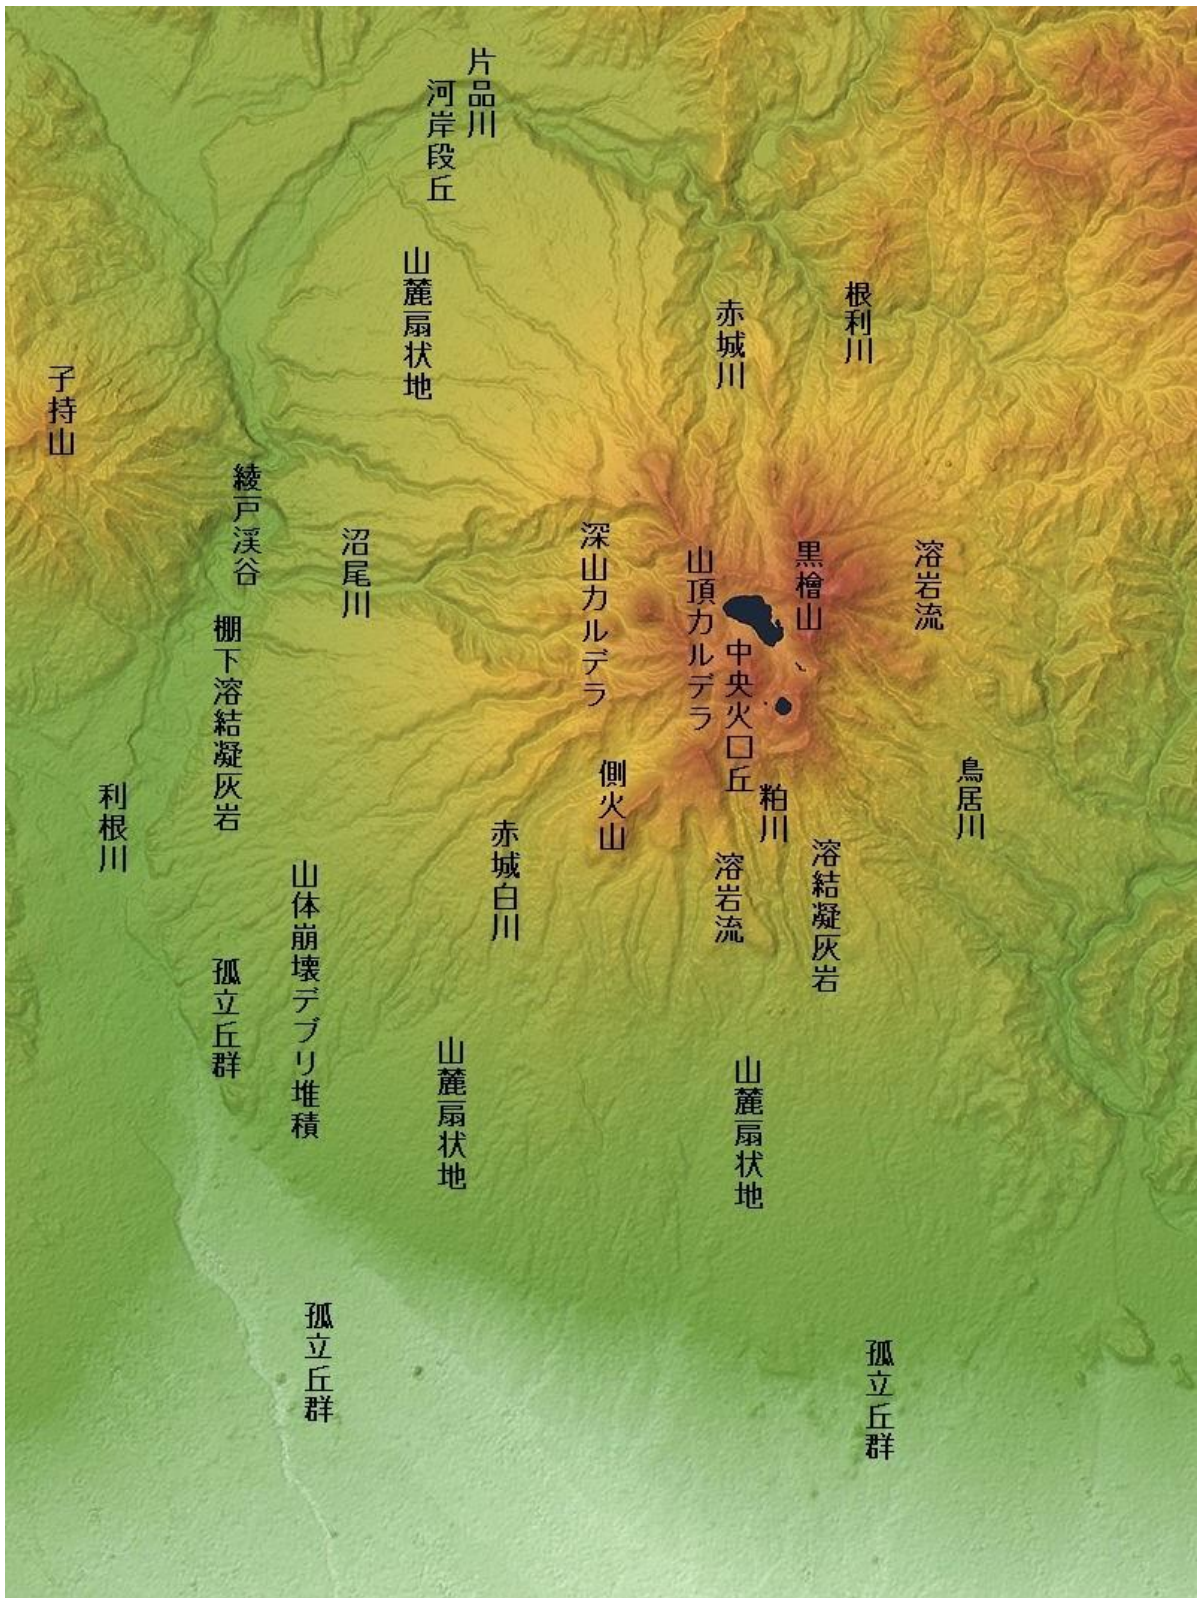 片品川
河岸段丘
山麓扇状地
赤城川
根利川
子持山
綾戸渓谷
沼尾川
深山カルデラ
山頂カルデラ
黒檜山
溶岩流
棚下溶結凝灰岩
中央火口丘
側火山
粕川
鳥居川
利根川
赤城白川
溶岩流
溶結凝灰岩
山体崩壊デブリ堆積
孤立丘群
山麓扇状地
山麓扇状地
孤立丘群
孤立丘群